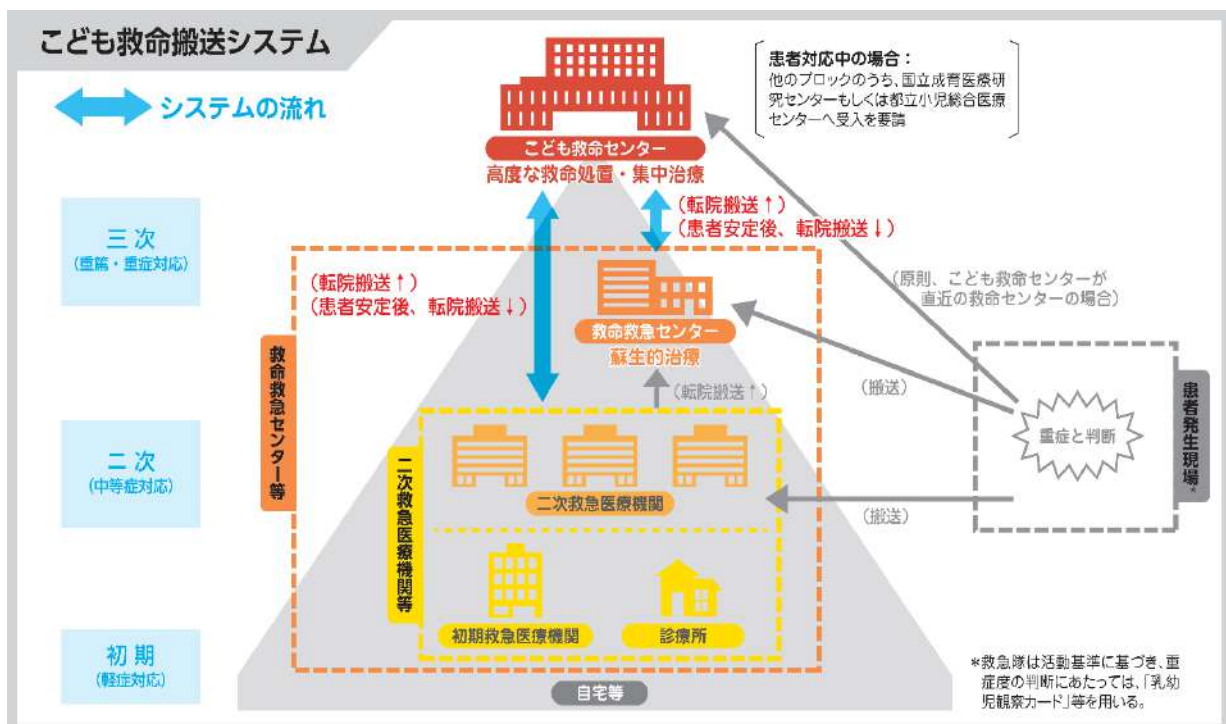 こども救命搬送システム
システムの流れ
患者対応中の場合：
他のブロックのうち、国立成育医療研
究センターもしくは都立小児総合医療
センターへ受入を要請
こども救命センター
高度な救命処置・集中治療
（転院搬送↑）
（患者安定後、転院搬送↓）
三次
（重篤・重症対応）
（転院搬送↑）
（患者安定後、転院搬送↓）
（原則、こども救命センターが
直近の救命センターの場合）
救命救急センター
蘇生的治療
（転院搬送↑）
（搬送）
救命救急センター等
患者発生現場*
重症と判断
二次
（中等症対応）
二次救急医療機関等
二次救急医療機関
（搬送）
初期救急医療機関
診療所
初期
（軽症対応）
自宅等
*救急隊は活動基準に基づき、重
症度の判断にあたっては、「乳幼
児観察カード」等を用いる。